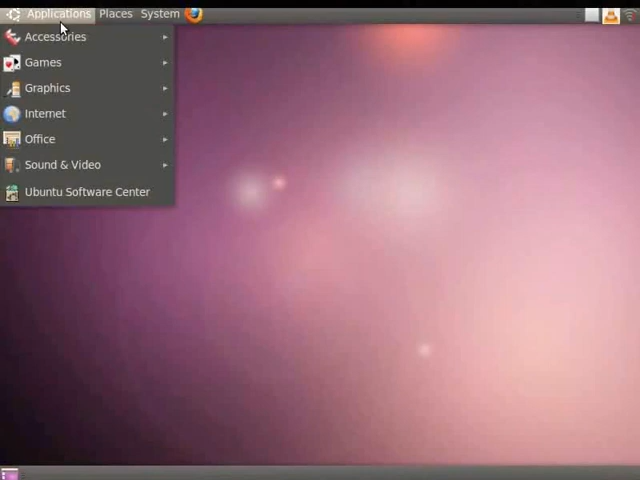 Applications Places System
Accessories
Games
Graphics
Internet
Office
Sound & Video
Ubuntu Software Center